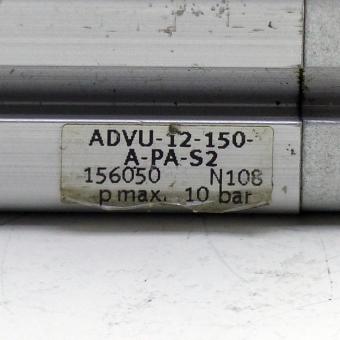 ADVU-12-150-
A-PA-S2
156050 N108
p max. 10 bar